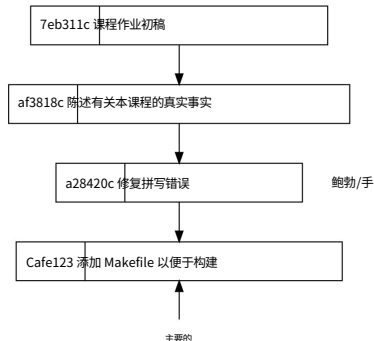 7eb311c 课程作业初稿
af3818c 陈述有关本课程的真实事实
a28420c 修复拼写错误
鲍勃/手
Cafe123 添加 Makefile 以便于构建
主要的